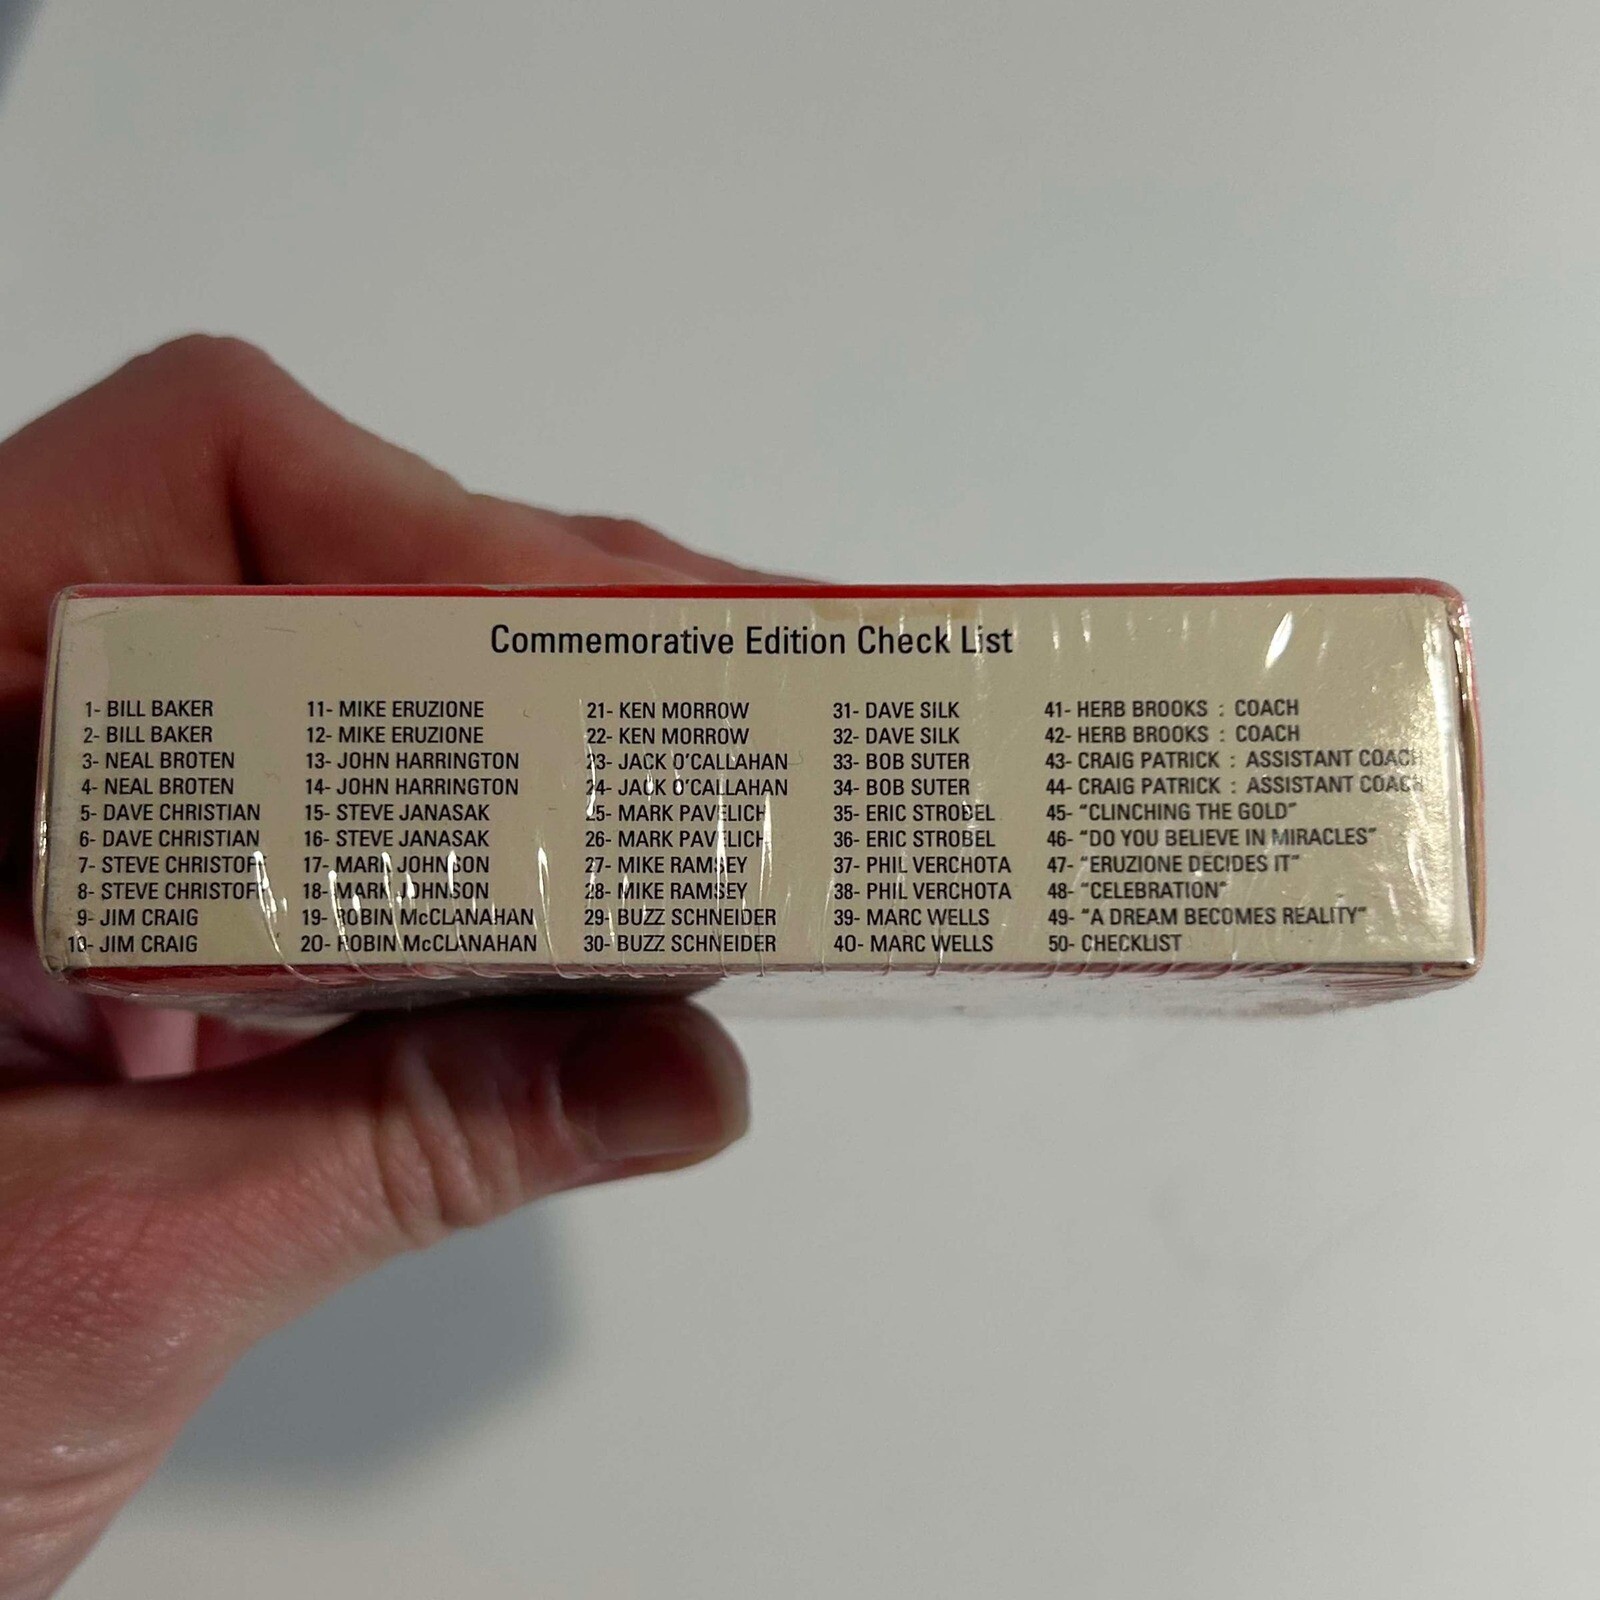 Commemorative Edition Check List
1- BILL BAKER
2- BILL BAKER
3- NEAL BROTEN
4- NEAL BROTEN
5- DAVE CHRISTIAN
6- DAVE CHRISTIAN
7- STEVE CHRISTOFF
8- STEVE CHRISTOFF
9- JIM CRAIG
10- JIM CRAIG
11- MIKE ERUZIONE
12- MIKE ERUZIONE
13- JOHN HARRINGTON
14- JOHN HARRINGTON
15- STEVE JANASAK
16- STEVE JANASAK
17- MARK JOHNSON
18- MARK JOHNSON
19- ROBIN McCLANAHAN
20- ROBIN McCLANAHAN
21- KEN MORROW
22- KEN MORROW
23- JACK O'CALLAHAN
24- JACK O'CALLAHAN
25- MARK PAVELICH
26- MARK PAVELICH
27- MIKE RAMSEY
28- MIKE RAMSEY
29- BUZZ SCHNEIDER
30- BUZZ SCHNEIDER
31- DAVE SILK
32- DAVE SILK
33- BOB SUTER
34- BOB SUTER
35- ERIC STROBEL
36- ERIC STROBEL
37- PHIL VERCHOTA
38- PHIL VERCHOTA
39- MARC WELLS
40- MARC WELLS
41- HERB BROOKS : COACH
42- HERB BROOKS : COACH
43- CRAIG PATRICK : ASSISTANT COACH
44- CRAIG PATRICK : ASSISTANT COACH
45- "CLINCHING THE GOLD"
46- "DO YOU BELIEVE IN MIRACLES"
47- "ERUZIONE DECIDES IT"
48- "CELEBRATION"
49- "A DREAM BECOMES REALITY"
50- CHECKLIST